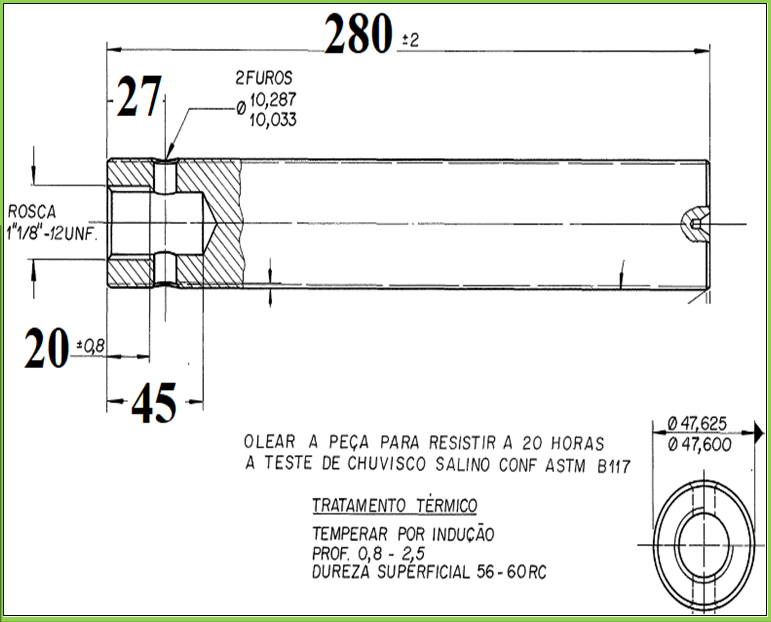 280 ±2
27
2 FUROS
Ø 10,287
10,033
ROSCA
1"1/8"-12UNF.
20 ±0,8
45
OLEAR A PEÇA PARA RESISTIR A 20 HORAS
A TESTE DE CHUVISCO SALINO CONF ASTM B117
TRATAMENTO TÉRMICO
TEMPERAR POR INDUÇÃO
PROF. 0,8 - 2,5
DUREZA SUPERFICIAL 56-60RC
Ø 47,625
Ø 47,600